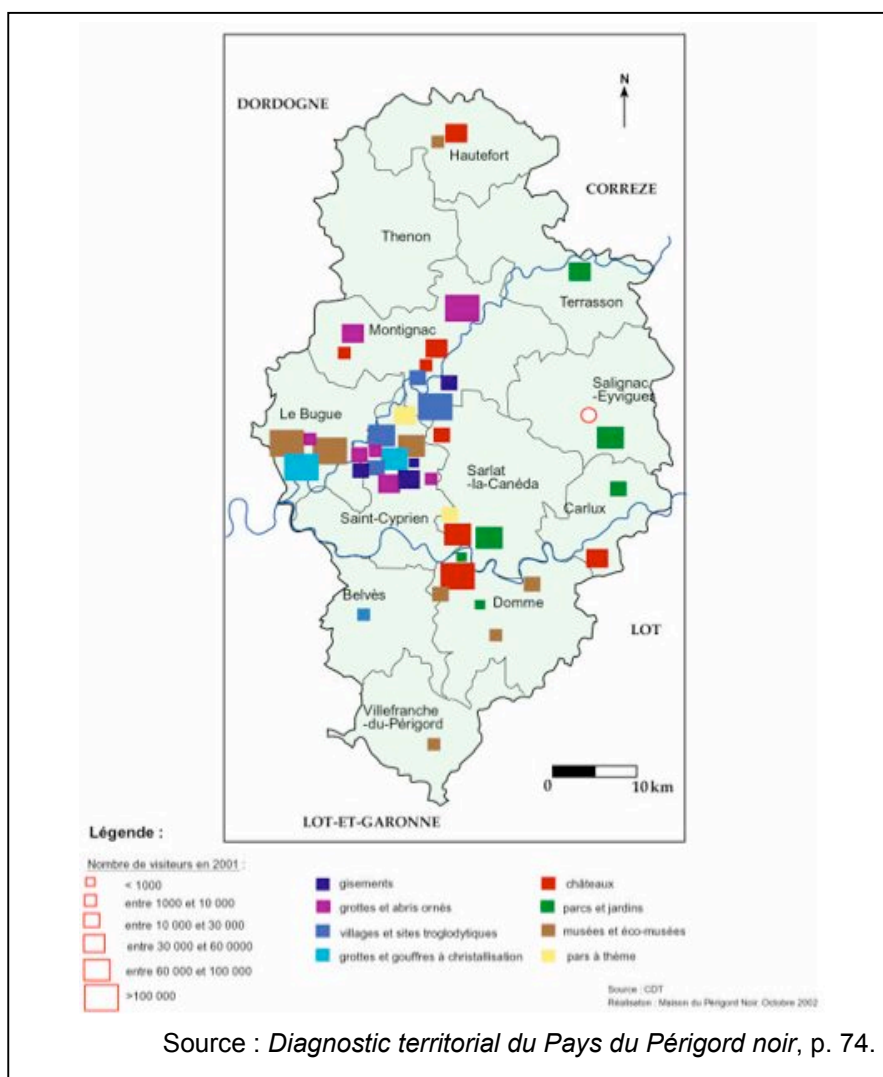 DORDOGNE
N
Hautefort
CORREZE
Thenon
Terrasson
Montignac
Salignac
-Eyvigues
Le Bugue
Sarlat
-la-Canéda
Carlux
Saint-Cyprien
Belvès
Domme
LOT
Villefranche
-du-Périgord
0 10 km
LOT-ET-GARONNE
Légende :
Nombre de visiteurs en 2001 :
< 1000
entre 1000 et 10 000
entre 10 000 et 30 000
entre 30 000 et 60 0000
entre 60 000 et 100 000
>100 000
gisements
grottes et abris ornés
villages et sites troglodytiques
grottes et gouffres à christallisation
châteaux
parcs et jardins
musées et éco-musées
pars à thème
Source : CDT
Réalisation : Maison du Périgord Noir, Octobre 2002
Source : Diagnostic territorial du Pays du Périgord noir, p. 74.